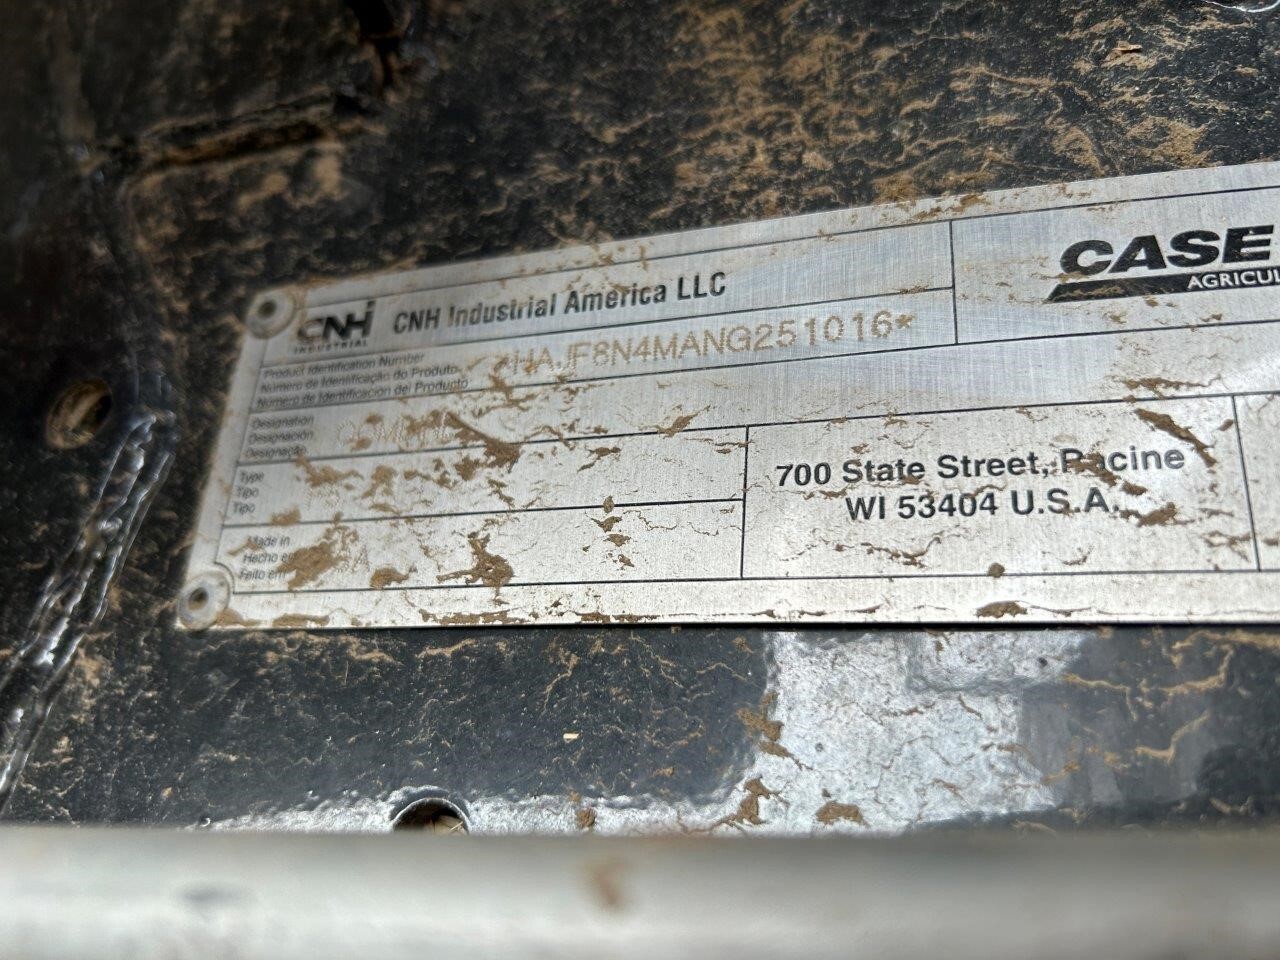 CNH
INDUSTRIAL
CNH Industrial America LLC
CASE
AGRICUL
Product Identification Number
Número de Identificação do Produto
Número de Identificación del Producto
HAJF8N4MANG251016*
Designation
Designación
Designação
Type
Tipo
Tipo
700 State Street, Racine
WI 53404 U.S.A.
Made in
Hecho en
Feito em